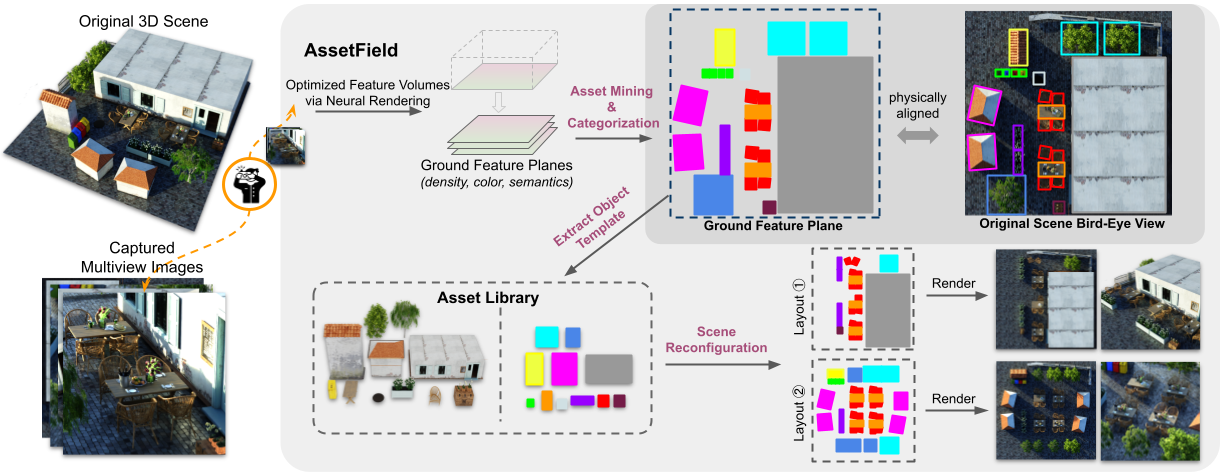 Original 3D Scene
AssetField
Optimized Feature Volumes
via Neural Rendering
Ground Feature Planes
(density, color, semantics)
Asset Mining
&
Categorization
Ground Feature Plane
physically
aligned
Original Scene Bird-Eye View
Captured
Multiview Images
Extract Object
Template
Asset Library
Scene
Reconfiguration
Layout ①
Render
Layout ②
Render